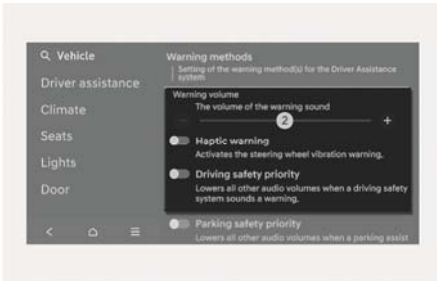 Vehicle
Driver assistance
Climate
Seats
Lights
Door
Warning methods
Setting of the warning method(s) for the Driver Assistance
system
Warning volume
The volume of the warning sound
2
Haptic warning
Activates the steering wheel vibration warning.
Driving safety priority
Lowers all other audio volumes when a driving safety
system sounds a warning.
Parking safety priority
Lowers all other audio volumes when a parking assist